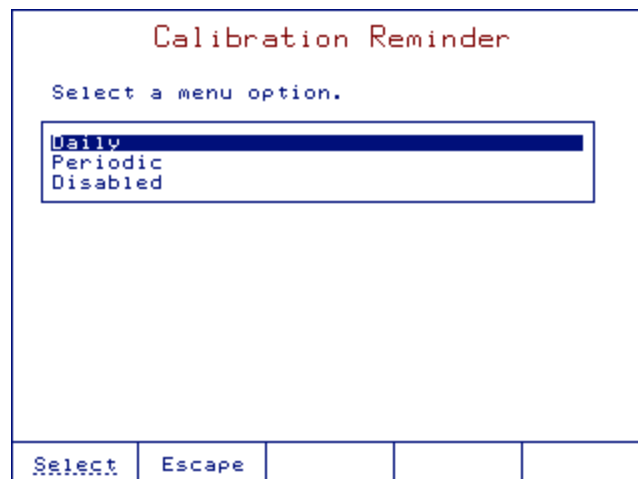 Calibration Reminder
Select a menu option.
Daily
Periodic
Disabled
Select Escape